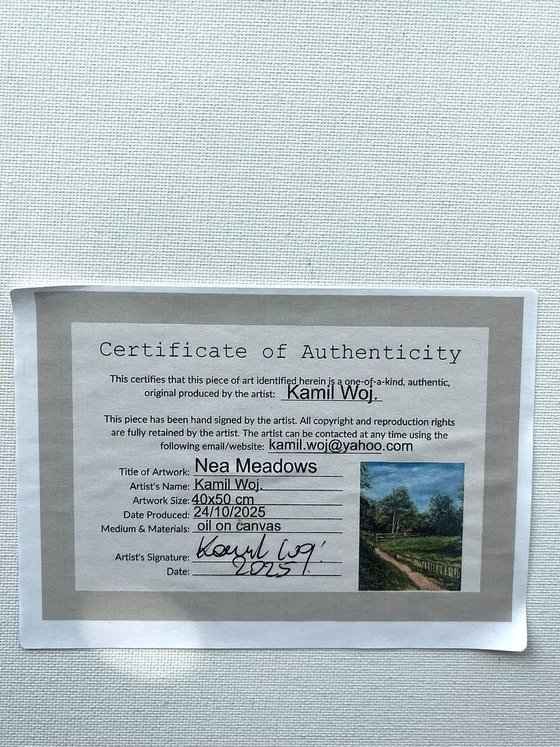 Certificate of Authenticity
This certifies that this piece of art identified herein is a one-of-a-kind, authentic,
original produced by the artist: Kamil Woj.
This piece has been hand signed by the artist. All copyright and reproduction rights
are fully retained by the artist. The artist can be contacted at any time using the
following email/website: kamil.woj@yahoo.com
Title of Artwork: Nea Meadows
Artist's Name: Kamil Woj.
Artwork Size: 40x50 cm
Date Produced: 24/10/2025
Medium & Materials: oil on canvas
Artist's Signature: Kamil Woj.
Date: 2025.